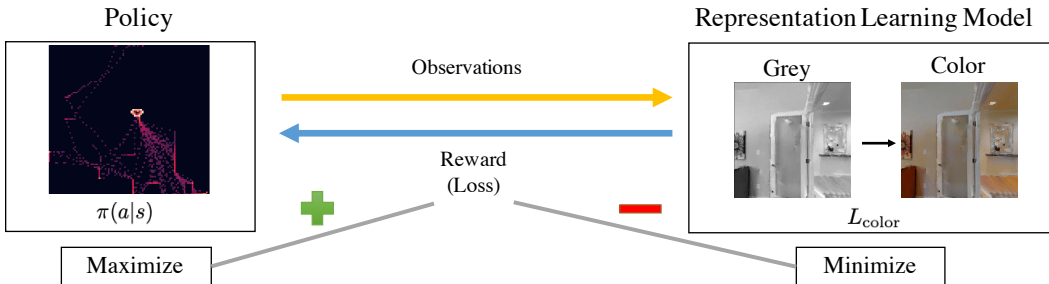 Policy
Representation Learning Model
Observations
Grey
Color
Reward
(Loss)
π(a|s)
L_color
Maximize
Minimize